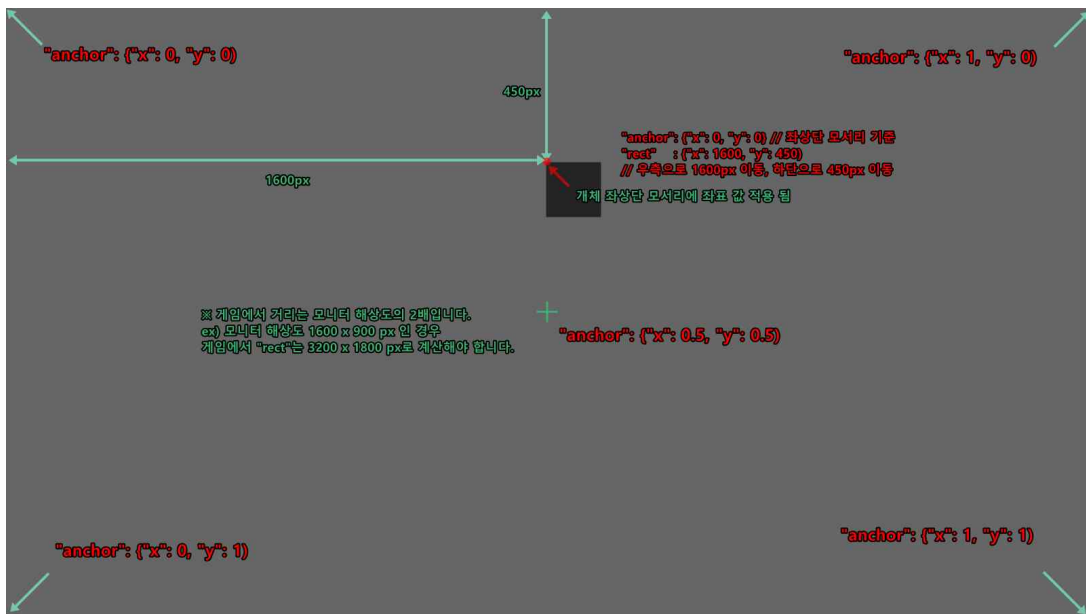 "anchor": {"x": 0, "y": 0)
"anchor": {"x": 1, "y": 0)
450px
"anchor": {"x": 0, "y": 0} // 좌상단 모서리 기준
"rect" : {"x": 1600, "y": 450)
// 우측으로 1600px 이동, 하단으로 450px 이동
1600px
개체 좌상단 모서리에 좌표 값 적용 됨
※ 게임에서 거리는 모니터 해상도의 2배입니다.
ex) 모니터 해상도 1600 x 900 px 인 경우
게임에서 "rect"는 3200 x 1800 px로 계산해야 합니다.
"anchor": {"x": 0.5, "y": 0.5)
"anchor": {"x": 0, "y": 1)
"anchor": {"x": 1, "y": 1)